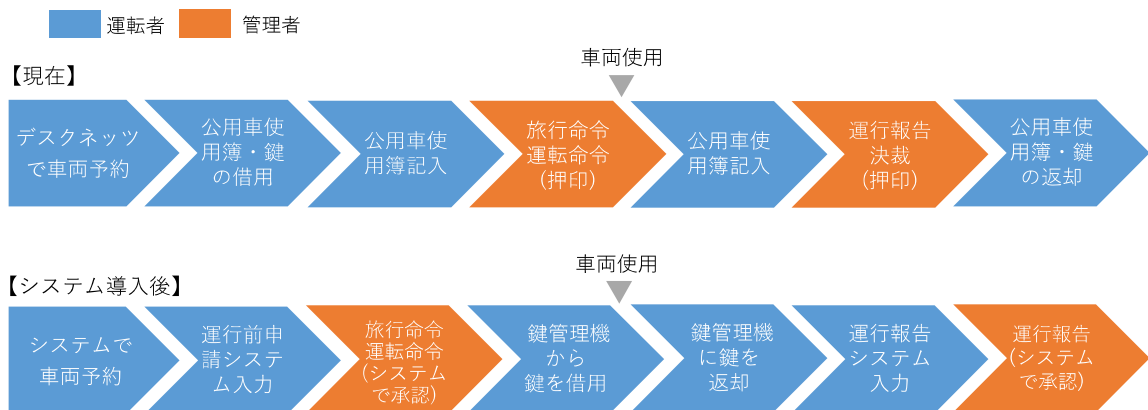 運転者
管理者
車両使用
【現在】
デスクネッツ
で車両予約
公用車使
用簿・鍵
の借用
公用車使
用簿記入
旅行命令
運転命令
(押印)
公用車使
用簿記入
運行報告
決裁
(押印)
公用車使
用簿・鍵
の返却
車両使用
【システム導入後】
システムで
車両予約
運行前申
請システ
ム入力
旅行命令
運転命令
(システム
で承認)
鍵管理機
から
鍵を借用
鍵管理機
に鍵を
返却
運行報告
システム
入力
運行報告
(システム
で承認)